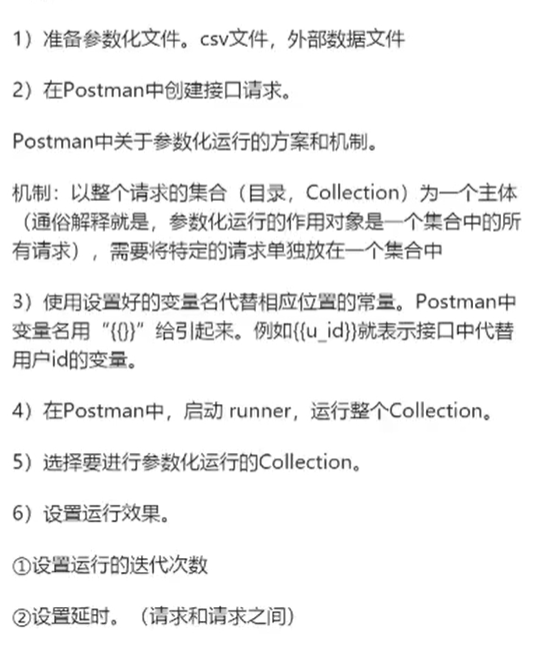 1）准备参数化文件。csv文件，外部数据文件
2）在Postman中创建接口请求。
Postman中关于参数化运行的方案和机制。
机制：以整个请求的集合（目录，Collection）为一个主体
（通俗解释就是，参数化运行的作用对象是一个集合中的所
有请求），需要将特定的请求单独放在一个集合中
3）使用设置好的变量名代替相应位置的常量。Postman中
变量名用“{{}}”给引起来。例如{{u_id}}就表示接口中代替
用户id的变量。
4）在Postman中，启动 runner，运行整个Collection。
5）选择要进行参数化运行的Collection。
6）设置运行效果。
①设置运行的迭代次数
②设置延时。（请求和请求之间）